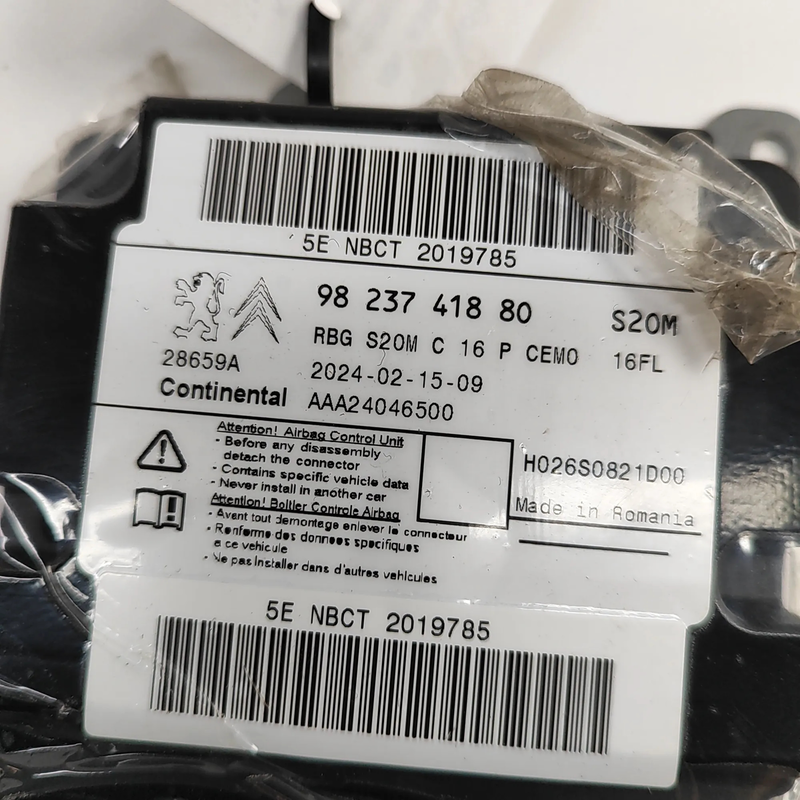 5E NBCT 2019785
98 237 418 80
S20M
RBG S20M C 16 P CEM0
16FL
28659A
2024-02-15-09
Continental
AAA24046500
Attention! Airbag Control Unit
- Before any disassembly
detach the connector
- Contains specific vehicle data
- Never install in another car
Attention! Boîtier Controle Airbag
- Avant tout demontage enlever le connecteur
- Renferme des donnees specifiques
a ce vehicule
- Ne pas installer dans d'autres vehicules
H026S0821D00
Made in Romania
5E NBCT 2019785